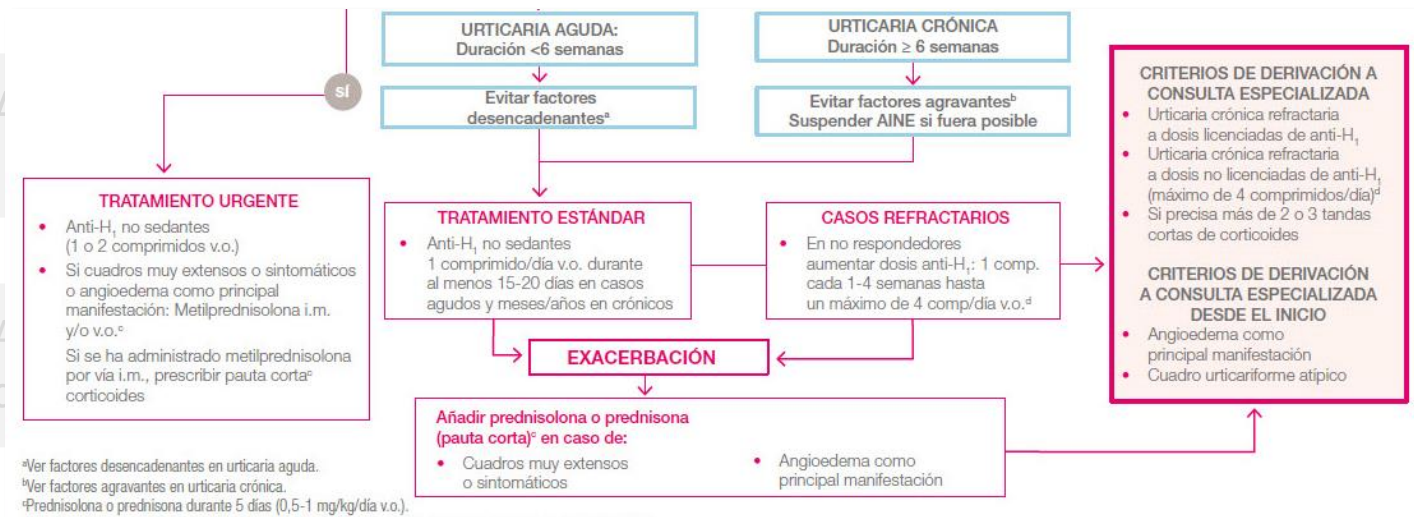 URTICARIA AGUDA:
Duración <6 semanas
URTICARIA CRÓNICA
Duración ≥ 6 semanas
SÍ
Evitar factores
desencadenantesª
Evitar factores agravantesᵇ
Suspender AINE si fuera posible
TRATAMIENTO URGENTE
• Anti-H₁ no sedantes
(1 o 2 comprimidos v.o.)
• Si cuadros muy extensos o sintomáticos
o angioedema como principal
manifestación: Metilprednisolona i.m.
y/o v.o.ᶜ
Si se ha administrado metilprednisolona
por vía i.m., prescribir pauta cortaᶜ
corticoides
TRATAMIENTO ESTÁNDAR
• Anti-H₁ no sedantes
1 comprimido/día v.o. durante
al menos 15-20 días en casos
agudos y meses/años en crónicos
CASOS REFRACTARIOS
• En no respondedores
aumentar dosis anti-H₁: 1 comp.
cada 1-4 semanas hasta
un máximo de 4 comp/día v.o.ᵈ
EXACERBACIÓN
Añadir prednisolona o prednisona
(pauta corta)ᶜ en caso de:
• Cuadros muy extensos
o sintomáticos
• Angioedema como
principal manifestación
CRITERIOS DE DERIVACIÓN A
CONSULTA ESPECIALIZADA
• Urticaria crónica refractaria
a dosis licenciadas de anti-H₁
• Urticaria crónica refractaria
a dosis no licenciadas de anti-H₁
(máximo de 4 comprimidos/día)ᵈ
• Si precisa más de 2 o 3 tandas
cortas de corticoides
CRITERIOS DE DERIVACIÓN
A CONSULTA ESPECIALIZADA
DESDE EL INICIO
• Angioedema como
principal manifestación
• Cuadro urticariforme atípico
ªVer factores desencadenantes en urticaria aguda.
ᵇVer factores agravantes en urticaria crónica.
ᶜPrednisolona o prednisona durante 5 días (0,5-1 mg/kg/día v.o.).